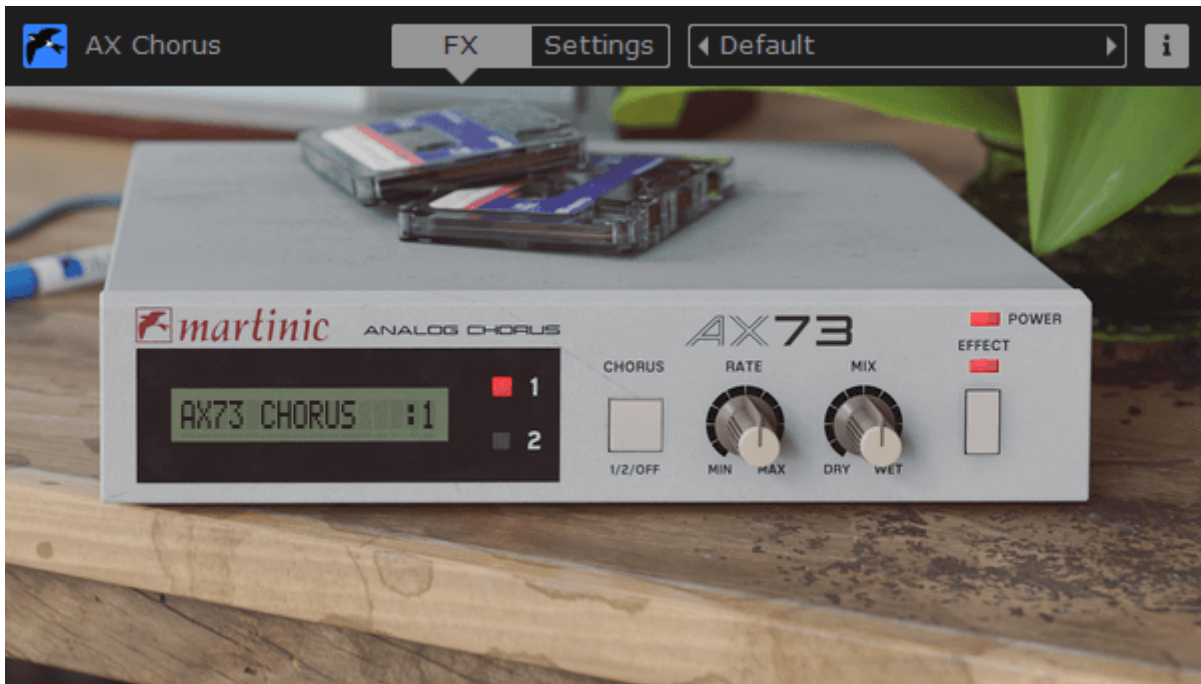 AX Chorus
FX
Settings
Default
i
martinic
ANALOG CHORUS
AX73
POWER
EFFECT
CHORUS
RATE
MIX
AX73 CHORUS :1
1
2
1/2/OFF
MIN
MAX
DRY
WET